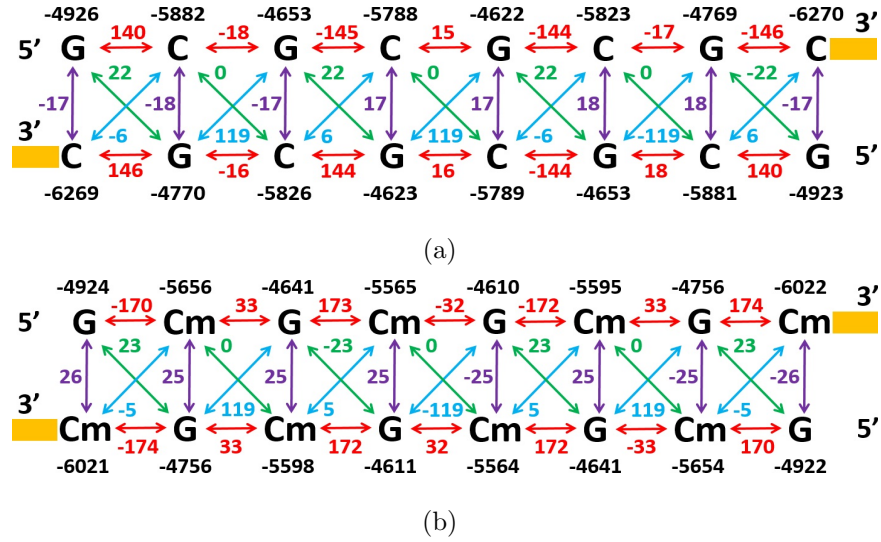 -4926 -5882 -4653 -5788 -4622 -5823 -4769 -6270
5’ G 140 C -18 G -145 C 15 G -144 C -17 G -146 C 3’
22 0 22 0 22 0 -22
-17 -18 -17 17 17 18 18 -17
3’ -6 119 6 119 -6 -119 6
C 146 G -16 C 144 G 16 C -144 G 18 C 140 G 5’
-6269 -4770 -5826 -4623 -5789 -4653 -5881 -4923
(a)
-4924 -5656 -4641 -5565 -4610 -5595 -4756 -6022
5’ G -170 Cm 33 G 173 Cm -32 G -172 Cm 33 G 174 Cm 3’
23 0 -23 0 23 0 23
26 25 25 25 -25 25 -25 -26
3’ -5 119 5 -119 5 119 -5
Cm -174 G 33 Cm 172 G 32 Cm 172 G -33 Cm 170 G 5’
-6021 -4756 -5598 -4611 -5564 -4641 -5654 -4922
(b)